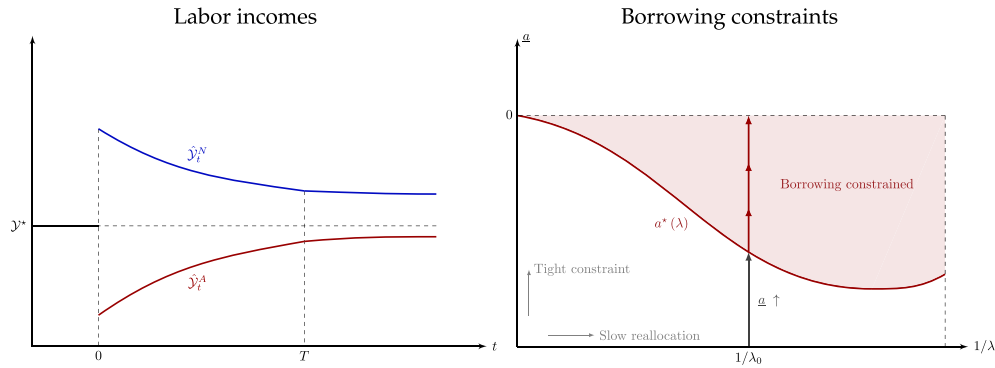 Labor incomes
𝒴⋆
𝒴̂ₜᴺ
𝒴̂ₜᴬ
0
T
t
Borrowing constraints
a̲
0
Borrowing constrained
a⋆ (λ)
Tight constraint
a̲ ↑
Slow reallocation
1/λ₀
1/λ